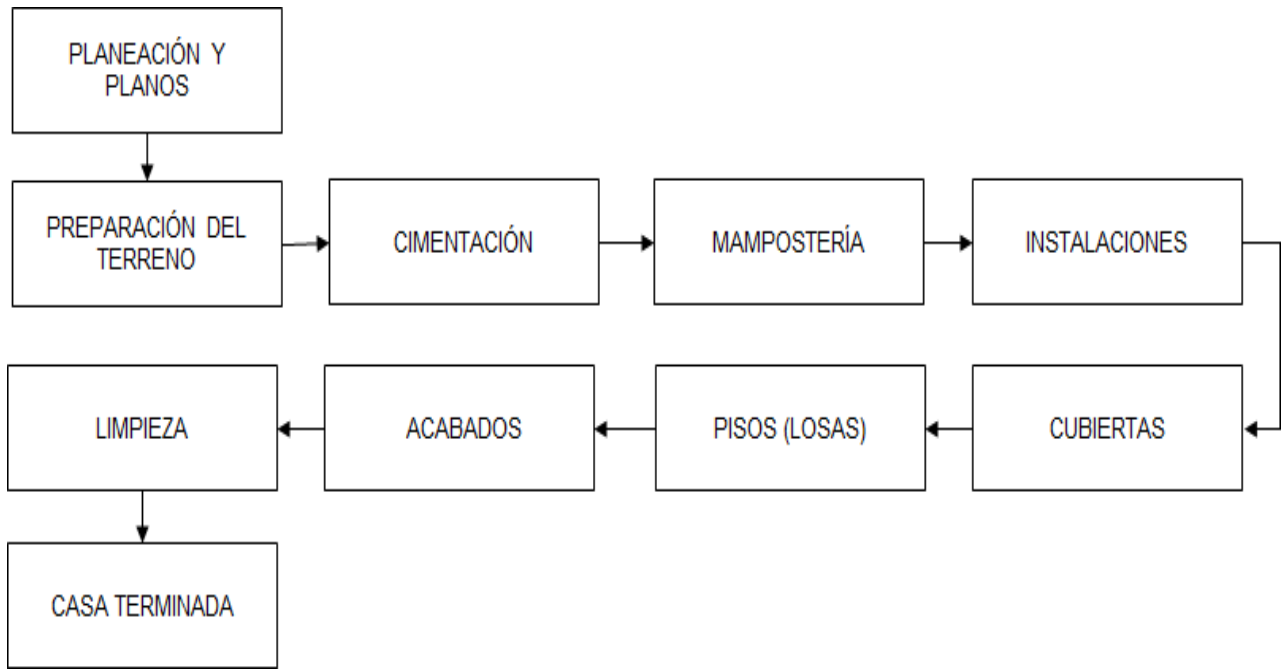 PLANEACIÓN Y
PLANOS
PREPARACIÓN DEL
TERRENO
CIMENTACIÓN
MAMPOSTERÍA
INSTALACIONES
CUBIERTAS
PISOS (LOSAS)
ACABADOS
LIMPIEZA
CASA TERMINADA